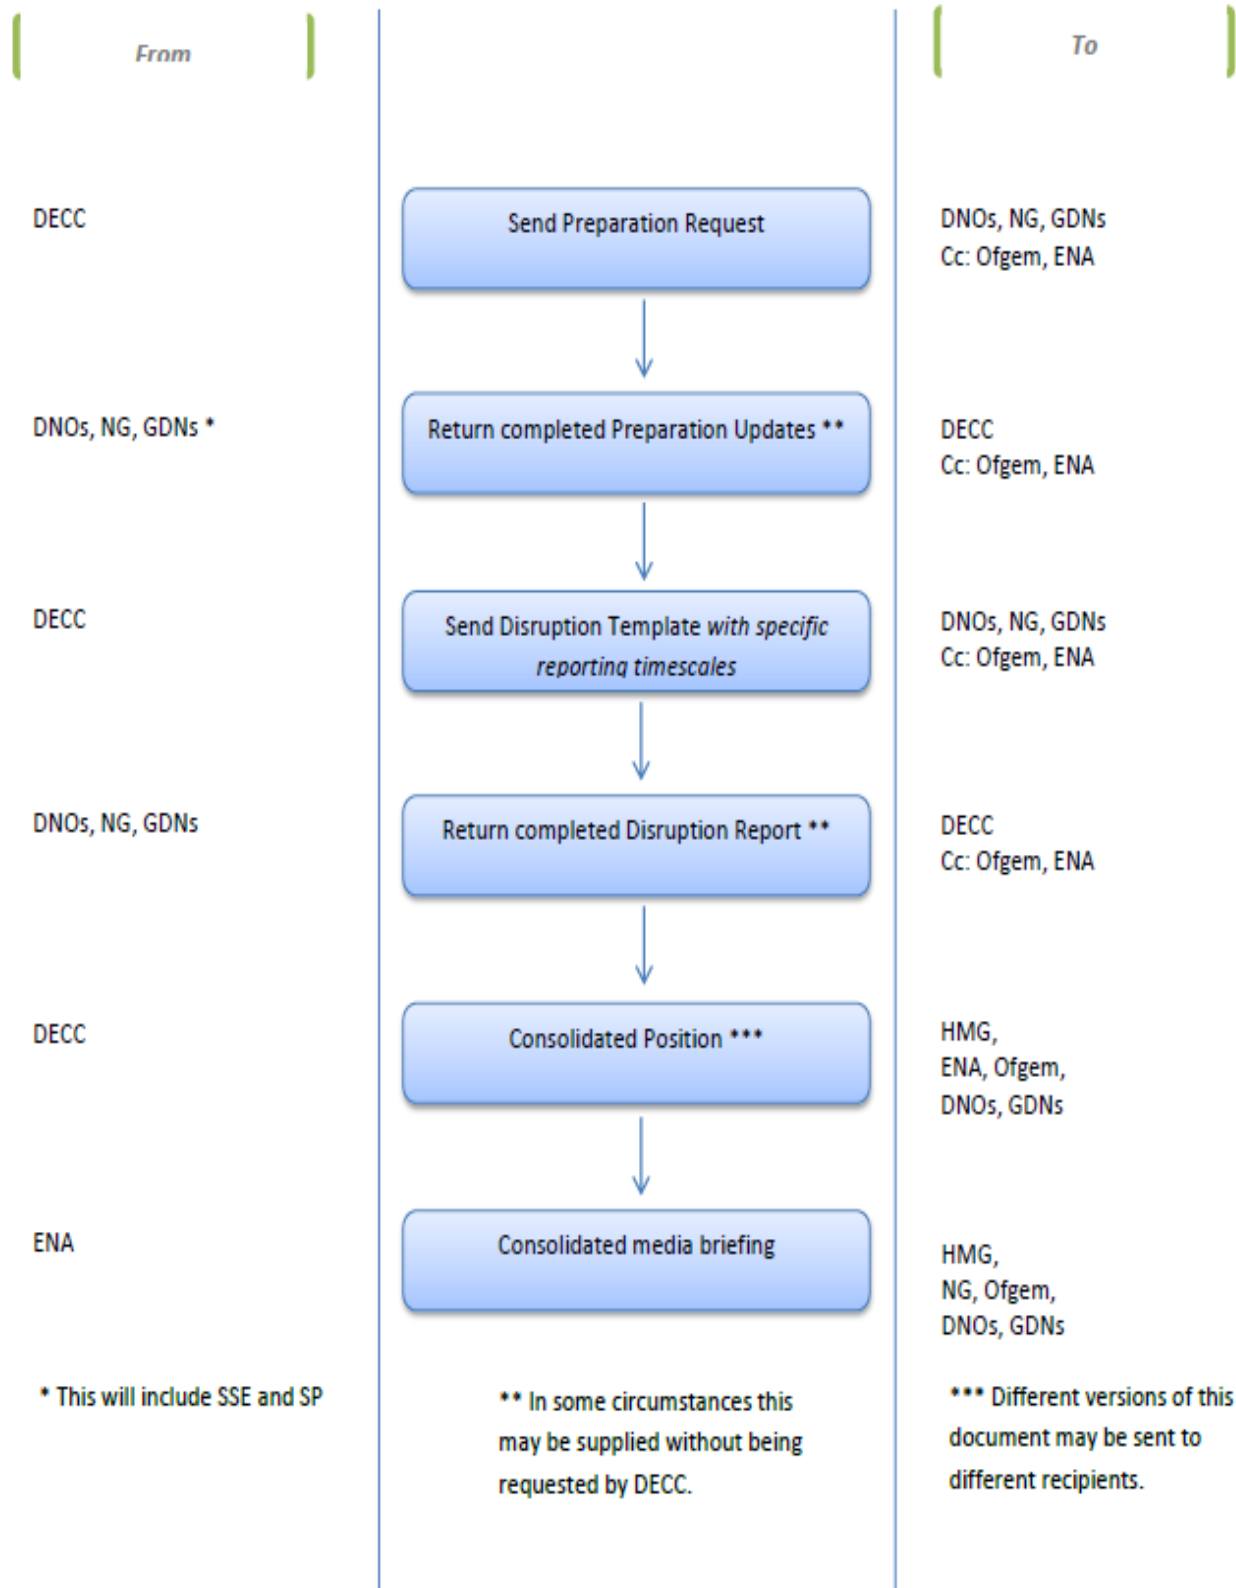 From
To
DECC
Send Preparation Request
DNOs, NG, GDNs
Cc: Ofgem, ENA
DNOs, NG, GDNs *
Return completed Preparation Updates **
DECC
Cc: Ofgem, ENA
DECC
Send Disruption Template with specific
reporting timescales
DNOs, NG, GDNs
Cc: Ofgem, ENA
DNOs, NG, GDNs
Return completed Disruption Report **
DECC
Cc: Ofgem, ENA
DECC
Consolidated Position ***
HMG,
ENA, Ofgem,
DNOs, GDNs
ENA
Consolidated media briefing
HMG,
NG, Ofgem,
DNOs, GDNs
* This will include SSE and SP
** In some circumstances this
may be supplied without being
requested by DECC.
*** Different versions of this
document may be sent to
different recipients.